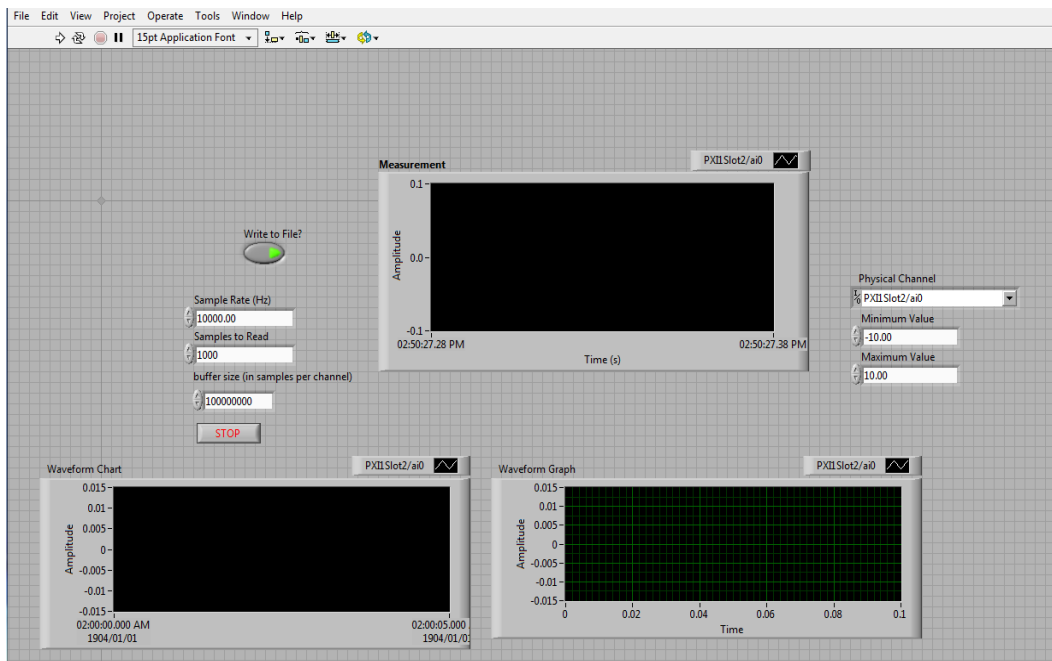 File Edit View Project Operate Tools Window Help
15pt Application Font
Measurement
PXI1Slot2/ai0
0.1
Amplitude
0.0
-0.1
02:50:27.28 PM
02:50:27.38 PM
Time (s)
Write to File?
Sample Rate (Hz)
10000.00
Samples to Read
1000
buffer size (in samples per channel)
100000000
STOP
Physical Channel
PXI1Slot2/ai0
Minimum Value
-10.00
Maximum Value
10.00
Waveform Chart
PXI1Slot2/ai0
0.015
0.01
0.005
0
-0.005
-0.01
-0.015
Amplitude
02:00:00.000 AM
1904/01/01
02:00:05.000
1904/01/0
Waveform Graph
PXI1Slot2/ai0
0.015
0.01
0.005
0
-0.005
-0.01
-0.015
Amplitude
0 0.02 0.04 0.06 0.08 0.1
Time